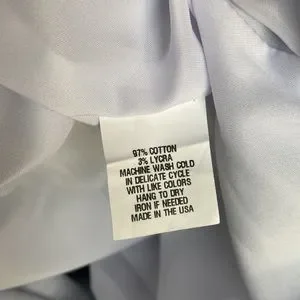 97% COTTON
3% LYCRA
MACHINE WASH COLD
IN DELICATE CYCLE
WITH LIKE COLORS
HANG TO DRY
IRON IF NEEDED
MADE IN THE USA